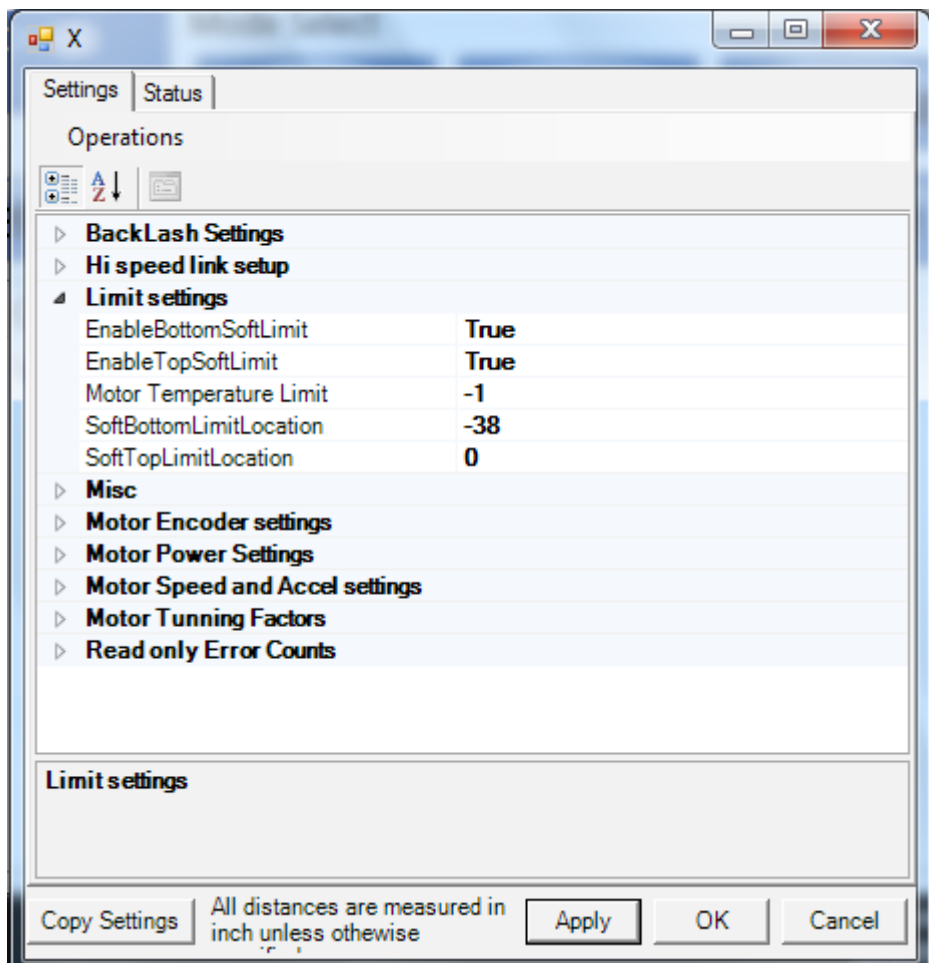 X
Mode Select
Settings Status
Operations
BackLash Settings
Hi speed link setup
Limit settings
EnableBottomSoftLimit True
EnableTopSoftLimit True
Motor Temperature Limit -1
SoftBottomLimitLocation -38
SoftTopLimitLocation 0
Misc
Motor Encoder settings
Motor Power Settings
Motor Speed and Accel settings
Motor Tunning Factors
Read only Error Counts
Limit settings
Copy Settings
All distances are measured in
inch unless othewise
Apply OK Cancel